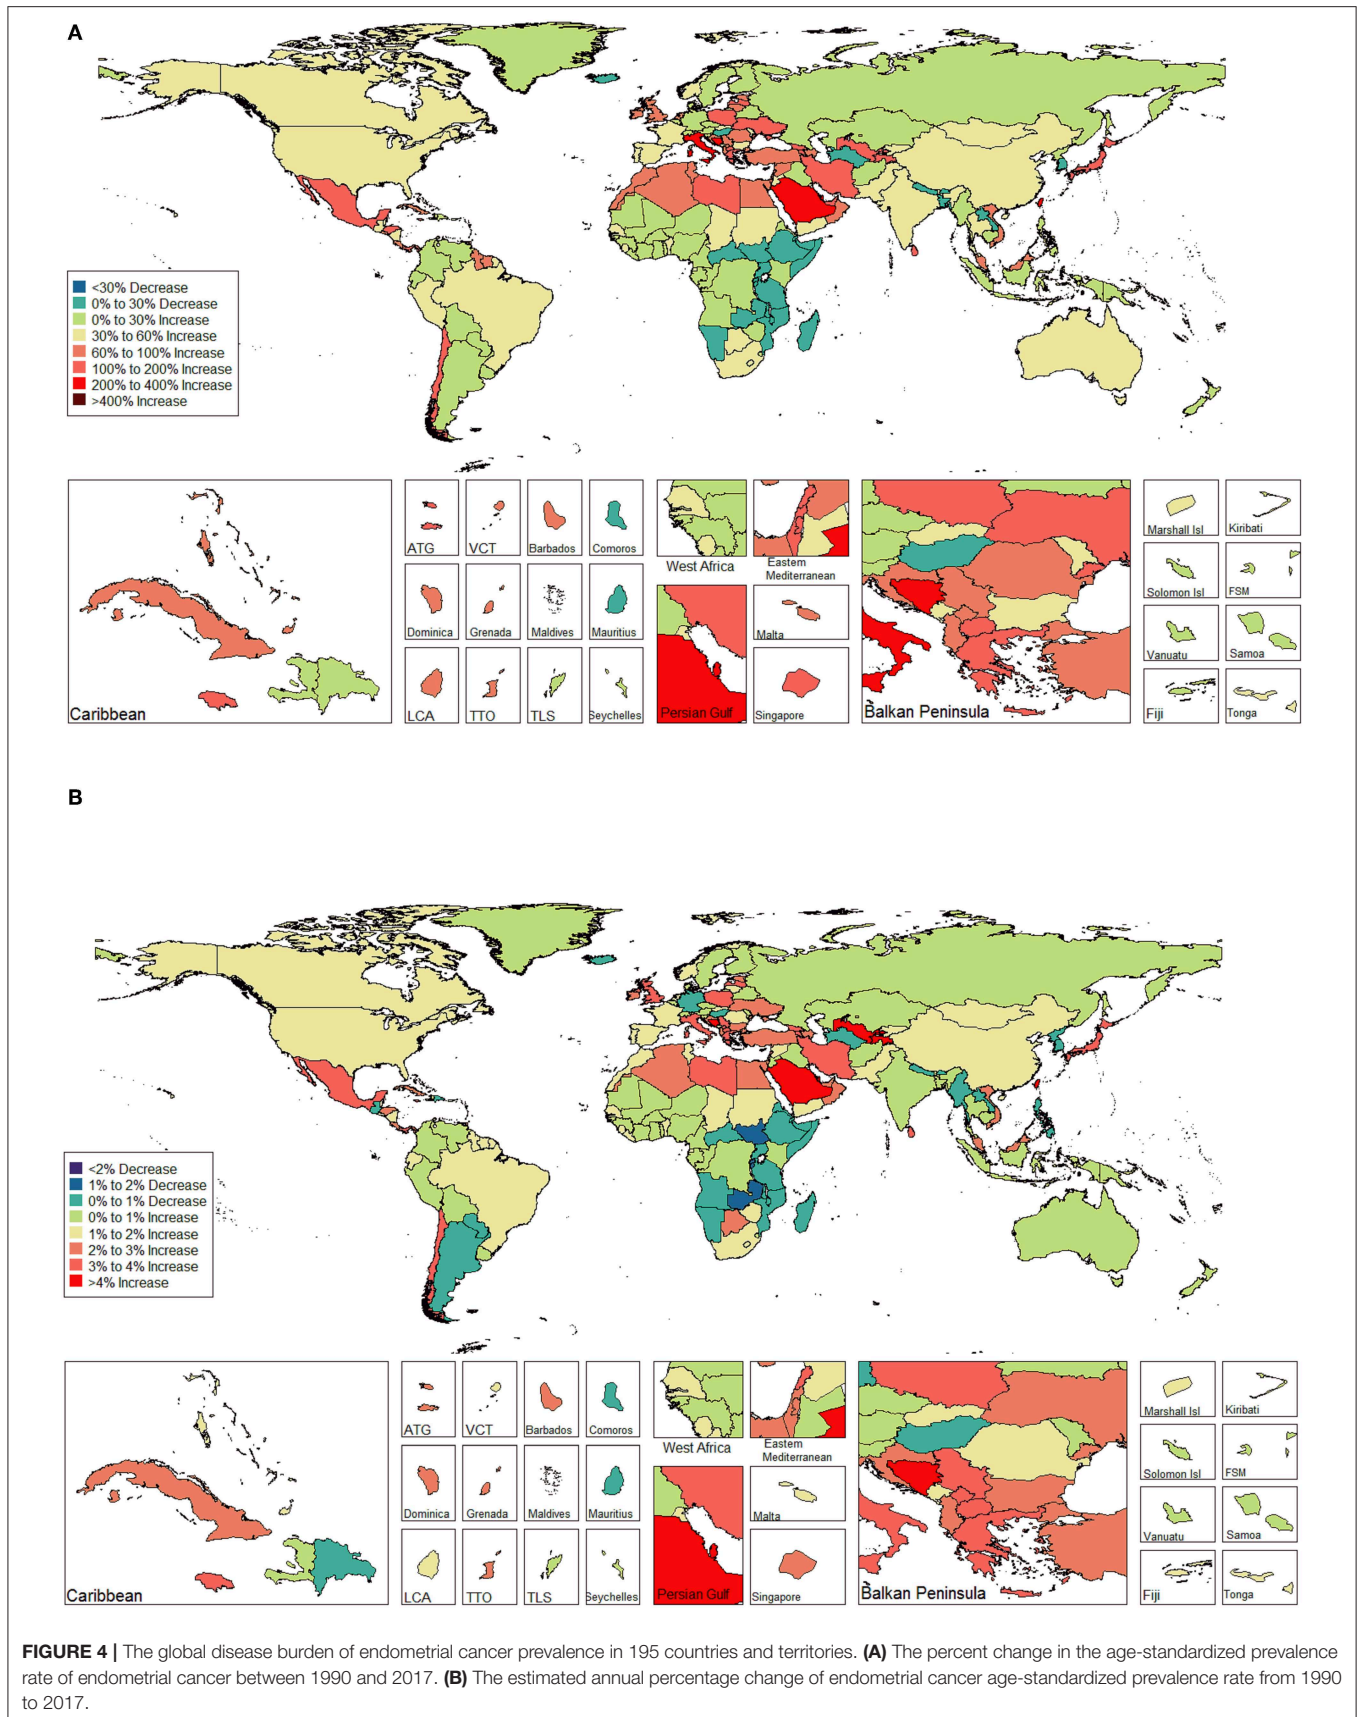 A
<30% Decrease
0% to 30% Decrease
0% to 30% Increase
30% to 60% Increase
60% to 100% Increase
100% to 200% Increase
200% to 400% Increase
>400% Increase
Caribbean
ATG
VCT
Barbados
Comoros
Dominica
Grenada
Maldives
Mauritius
LCA
TTO
TLS
Seychelles
West Africa
Eastern
Mediterranean
Persian Gulf
Malta
Singapore
Balkan Peninsula
Marshall Isl
Kiribati
Solomon Isl
FSM
Vanuatu
Samoa
Fiji
Tonga
B
<2% Decrease
1% to 2% Decrease
0% to 1% Decrease
0% to 1% Increase
1% to 2% Increase
2% to 3% Increase
3% to 4% Increase
>4% Increase
Caribbean
ATG
VCT
Barbados
Comoros
Dominica
Grenada
Maldives
Mauritius
LCA
TTO
TLS
Seychelles
West Africa
Eastern
Mediterranean
Persian Gulf
Malta
Singapore
Balkan Peninsula
Marshall Isl
Kiribati
Solomon Isl
FSM
Vanuatu
Samoa
Fiji
Tonga
FIGURE 4 | The global disease burden of endometrial cancer prevalence in 195 countries and territories. (A) The percent change in the age-standardized prevalence
rate of endometrial cancer between 1990 and 2017. (B) The estimated annual percentage change of endometrial cancer age-standardized prevalence rate from 1990
to 2017.